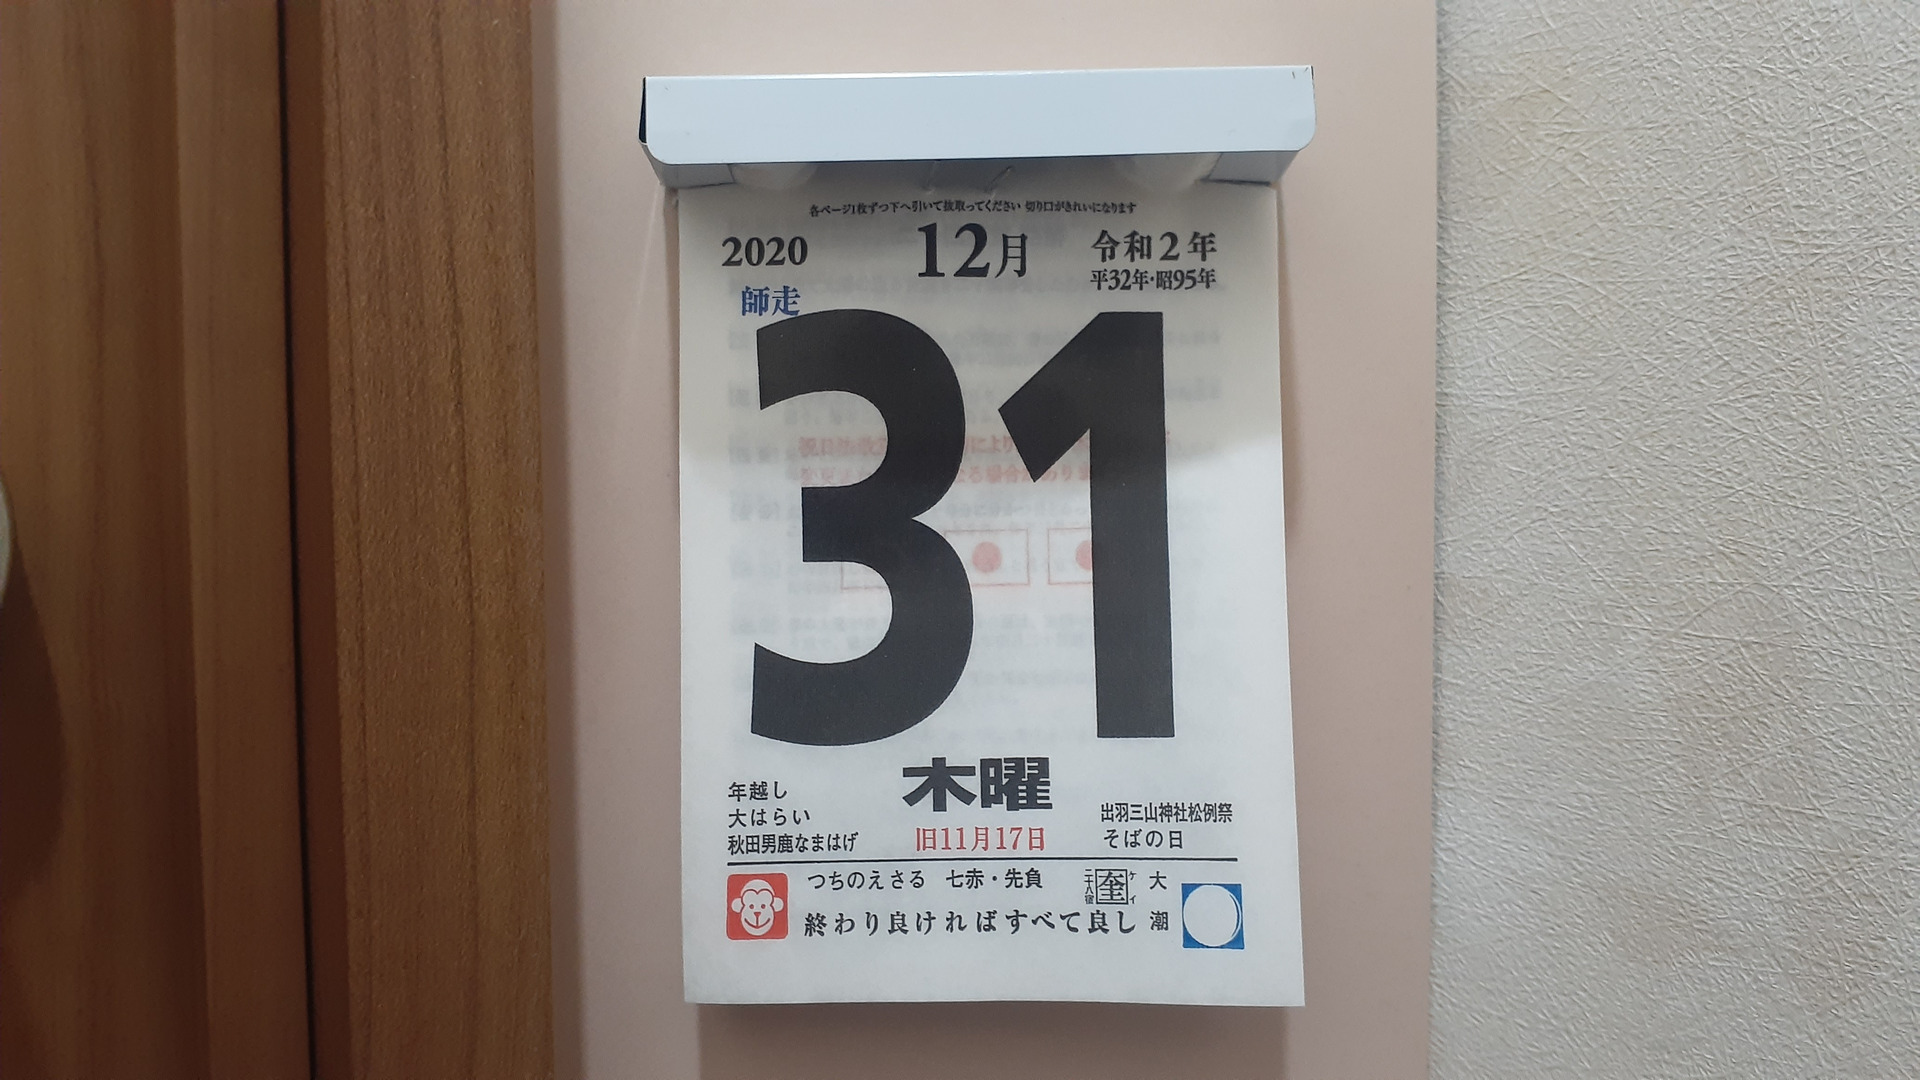 各ページ1枚ずつ下へ引いて抜取ってください 切り口がきれいになります
2020 12月 令和2年
平32年・昭95年
師走
31
木曜
年越し
大はらい
秋田男鹿なまはげ
旧11月17日
出羽三山神社松例祭
そばの日
つちのえさる 七赤・先負
二十八宿 奎 ケイ
大潮
終わり良ければすべて良し